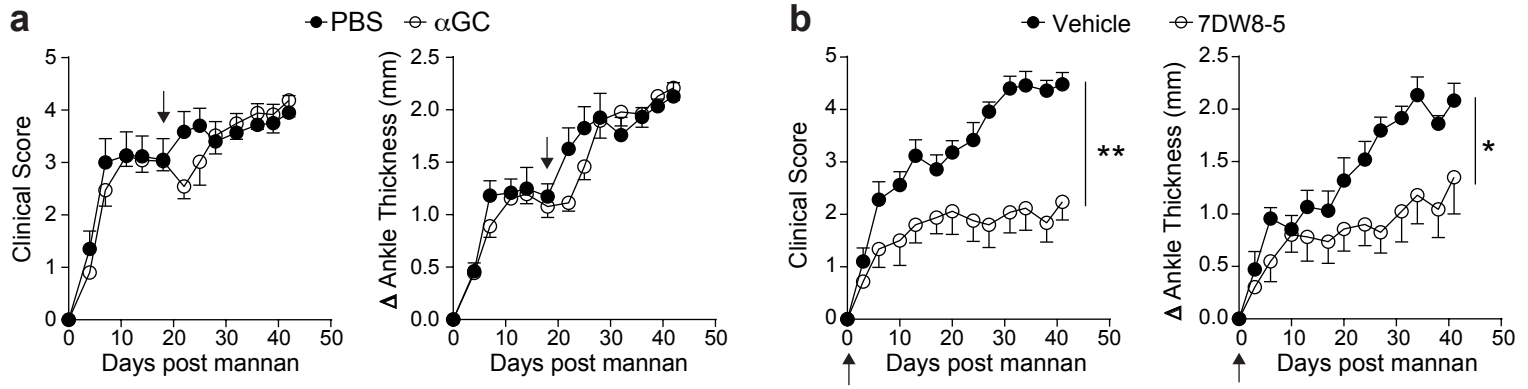 a
PBS αGC
Clinical Score
5
4
3
2
1
0
0 10 20 30 40 50
Days post mannan
Δ Ankle Thickness (mm)
2.5
2.0
1.5
1.0
0.5
0.0
0 10 20 30 40 50
Days post mannan
b
Vehicle 7DW8-5
Clinical Score
5
4
3
2
1
0
0 10 20 30 40 50
Days post mannan
**
Δ Ankle Thickness (mm)
2.5
2.0
1.5
1.0
0.5
0.0
0 10 20 30 40 50
Days post mannan
*